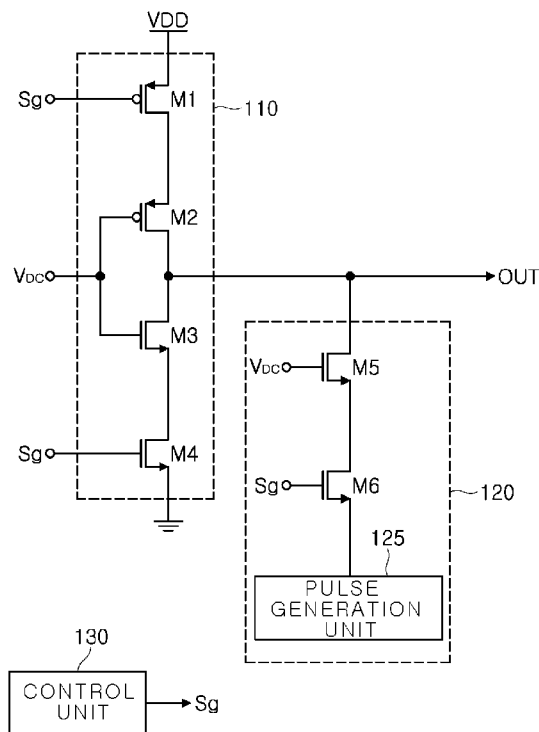 VDD
Sg
M1
110
M2
VDC
OUT
M3
VDC
M5
Sg
M4
Sg
M6
120
125
PULSE
GENERATION
UNIT
130
CONTROL
UNIT
Sg